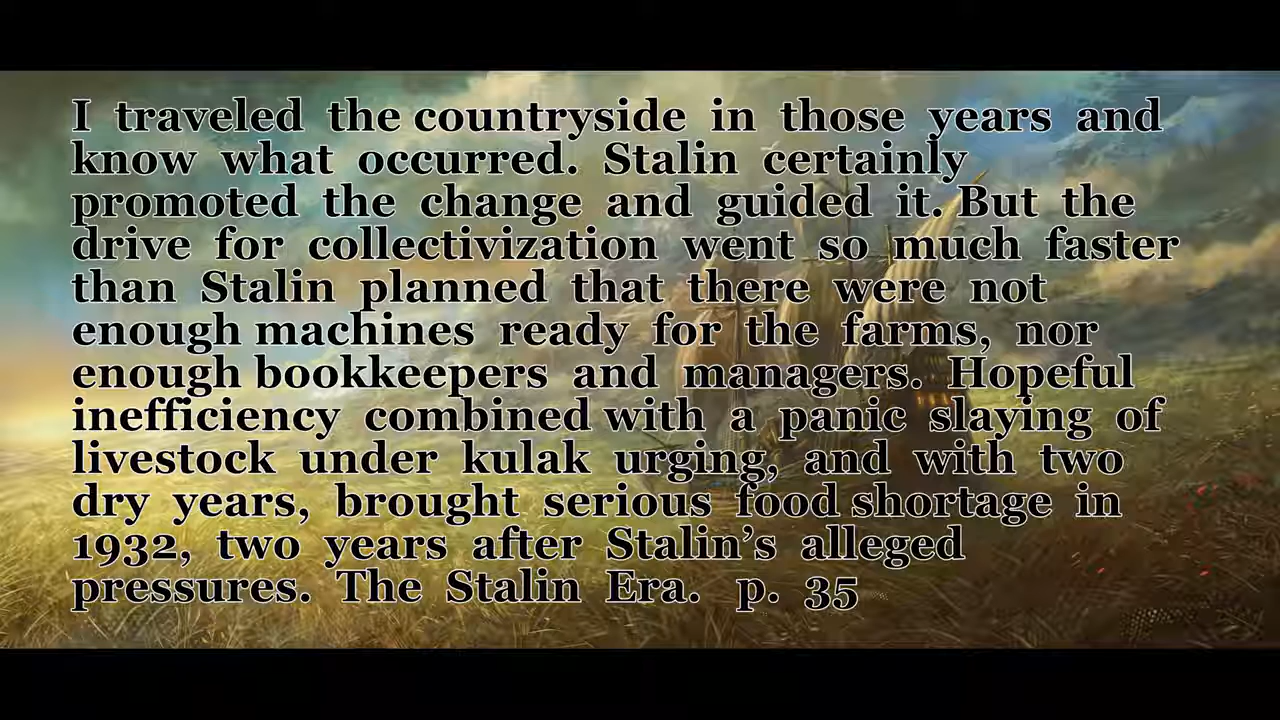 I traveled the countryside in those years and
know what occurred. Stalin certainly
promoted the change and guided it. But the
drive for collectivization went so much faster
than Stalin planned that there were not
enough machines ready for the farms, nor
enough bookkeepers and managers. Hopeful
inefficiency combined with a panic slaying of
livestock under kulak urging, and with two
dry years, brought serious food shortage in
1932, two years after Stalin's alleged
pressures. The Stalin Era. p. 35